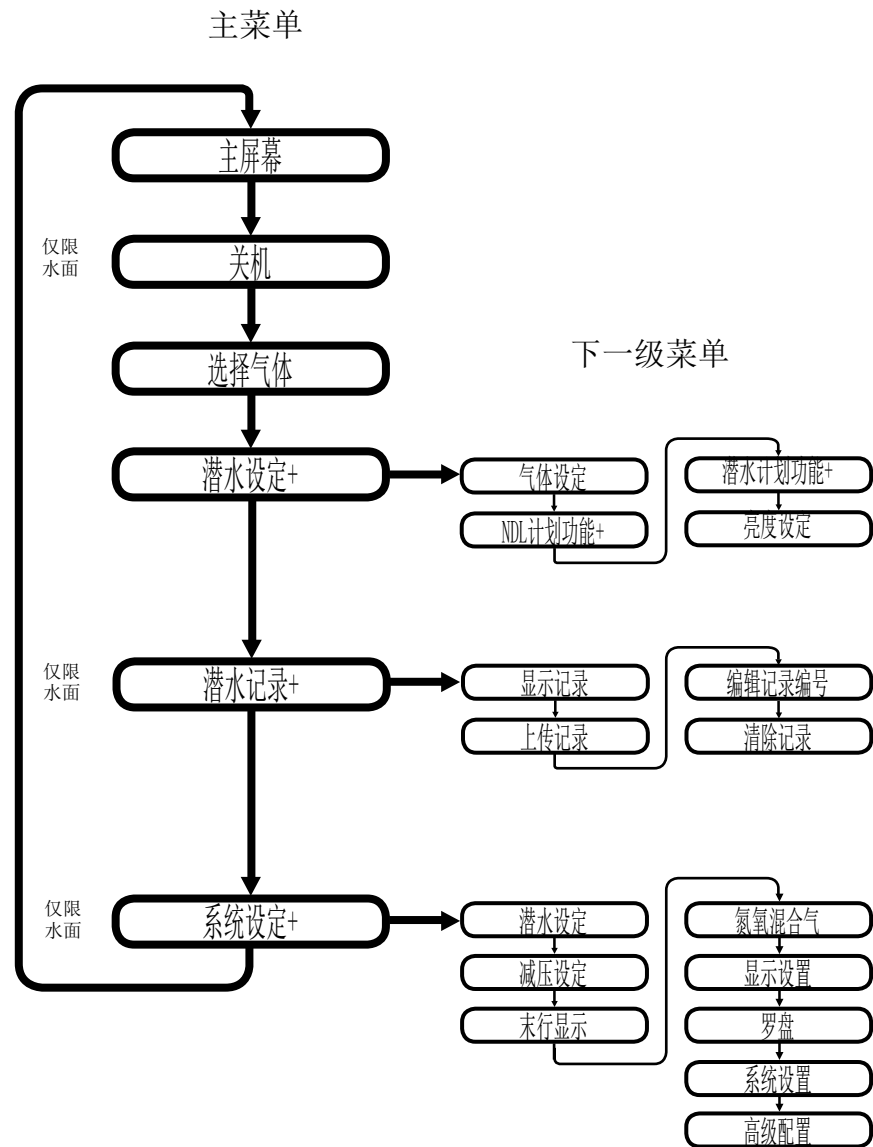 主菜单
主屏幕
仅限
水面
关机
选择气体
下一级菜单
潜水设定+
气体设定
NDL计划功能+
潜水计划功能+
亮度设定
仅限
水面
潜水记录+
显示记录
上传记录
编辑记录编号
清除记录
仅限
水面
系统设定+
潜水设定
减压设定
末行显示
氮氧混合气
显示设置
罗盘
系统设置
高级配置